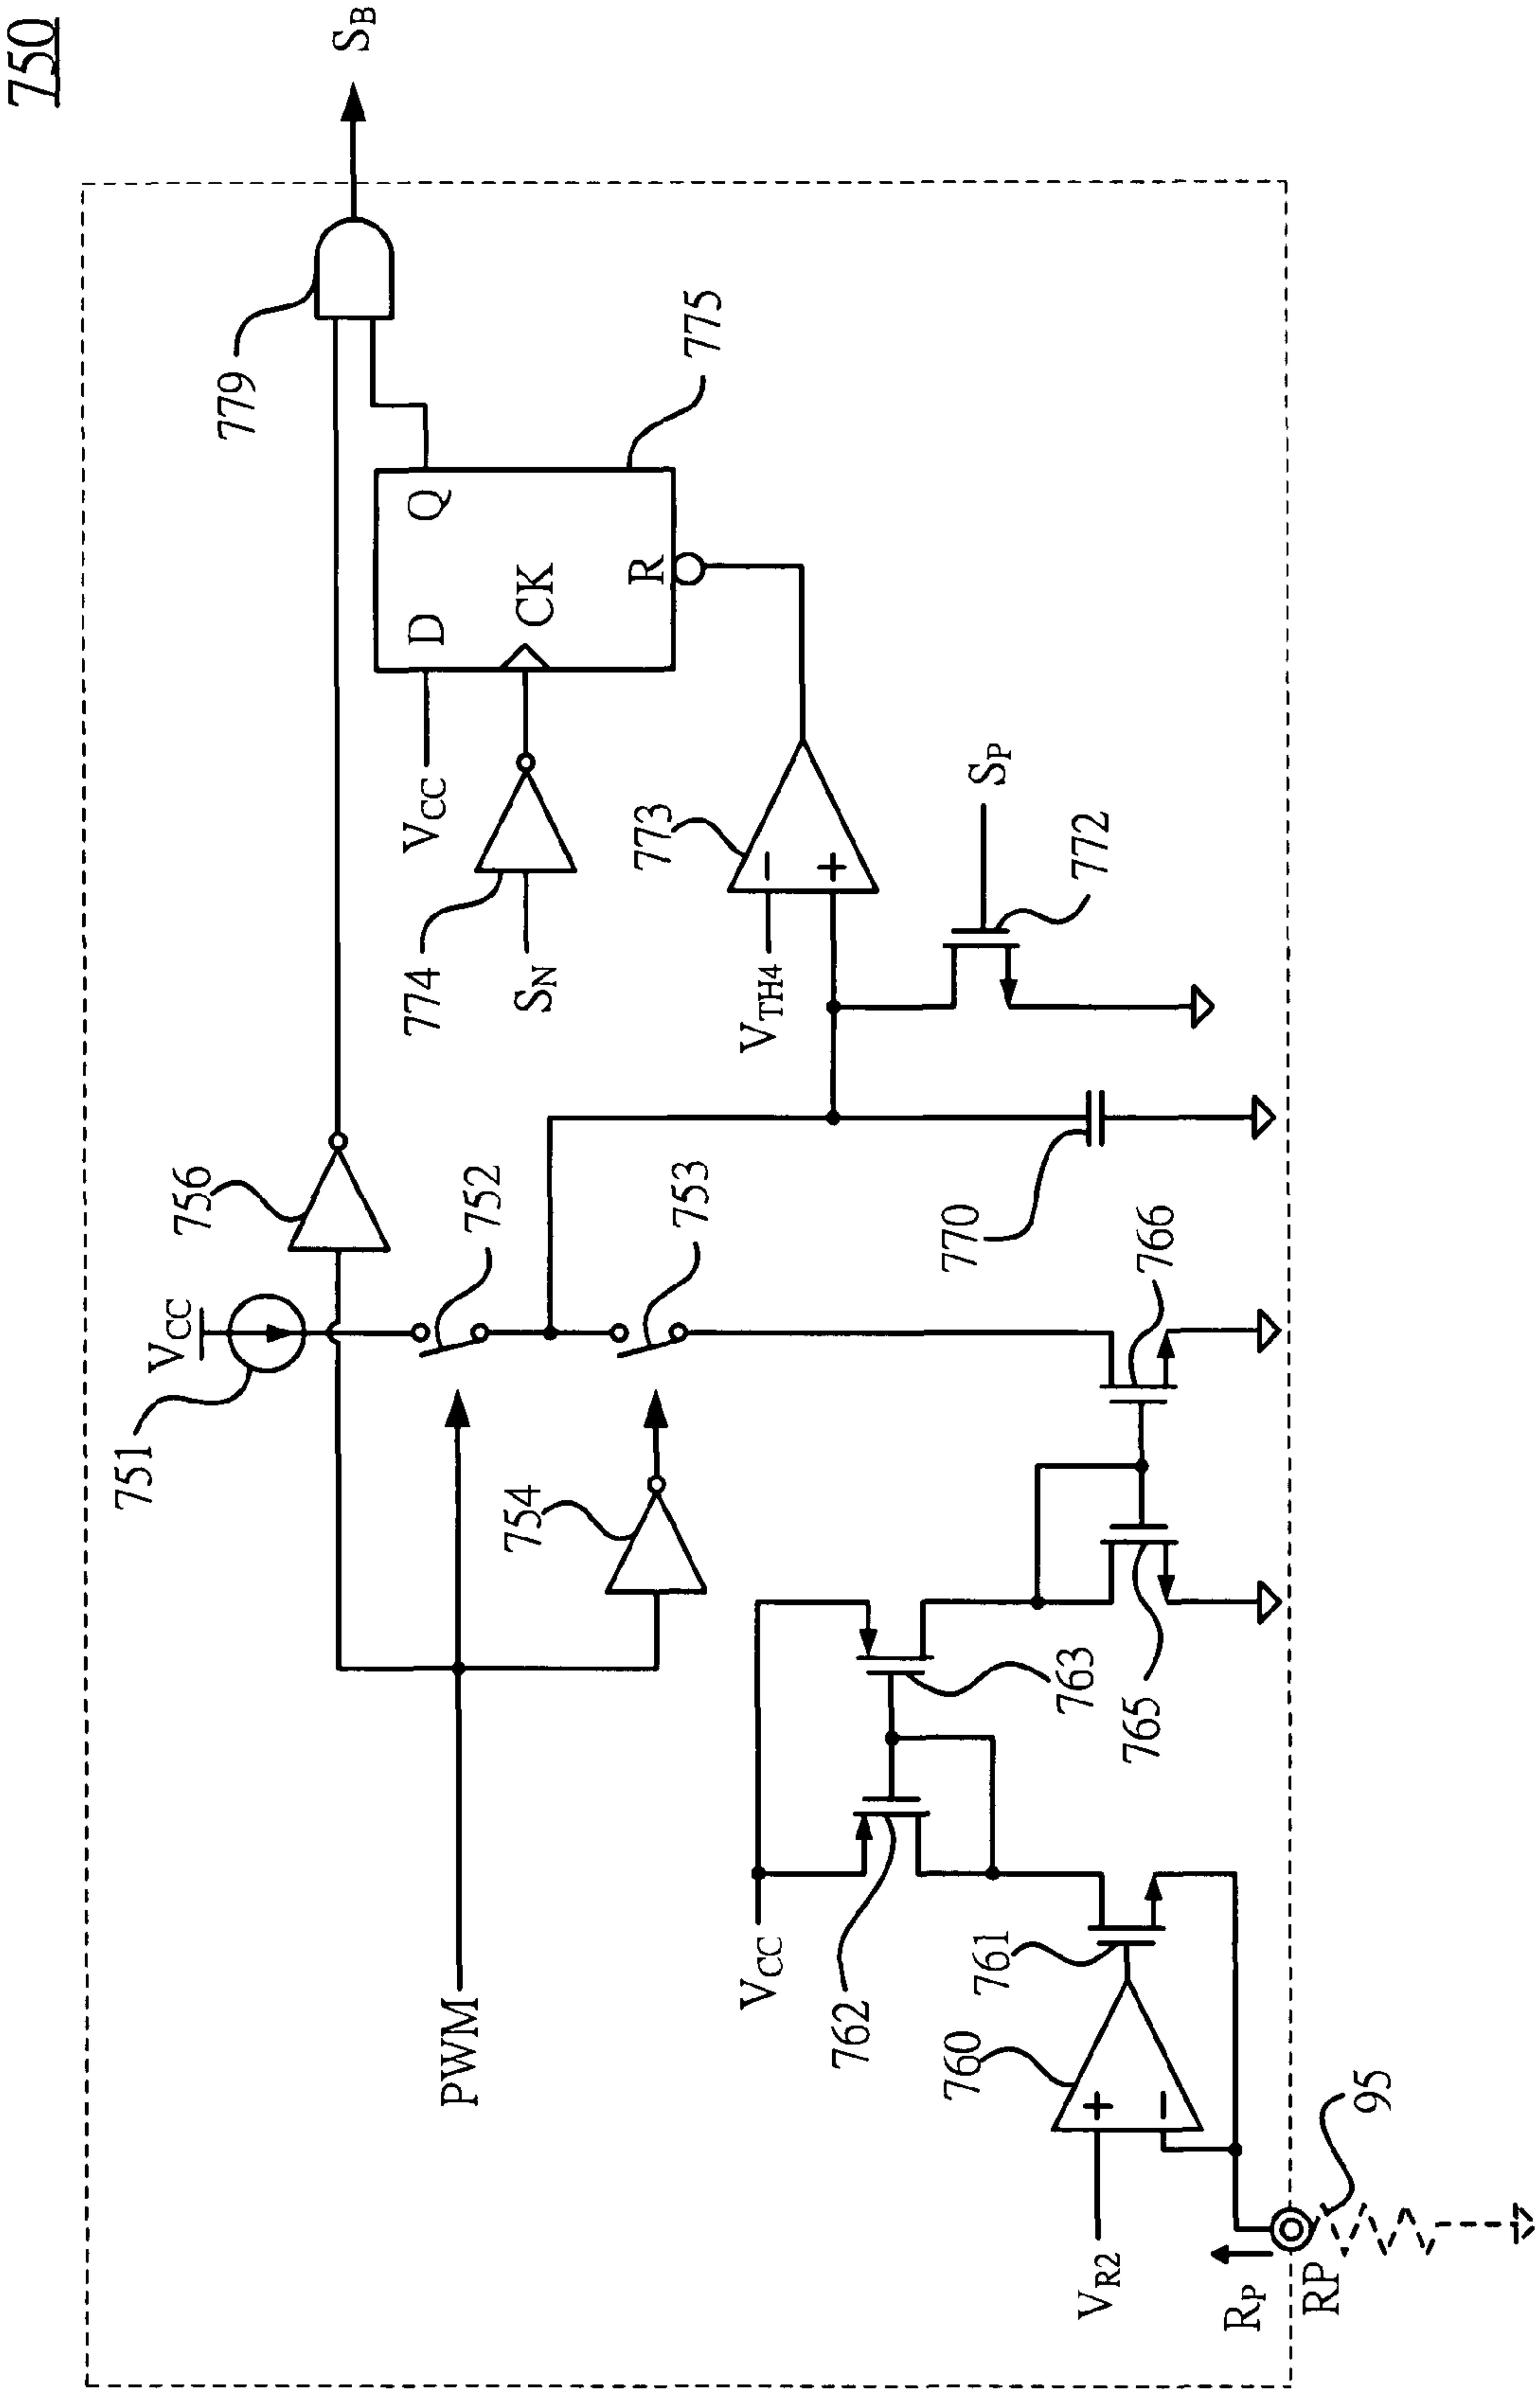 750
S_B
779
775
D
Q
CK
R
V_CC
774
S_N
773
V_TH4
S_P
772
756
V_CC
751
752
753
754
770
766
PWM
763
765
V_CC
762
761
760
V_R2
R_P
RP
95